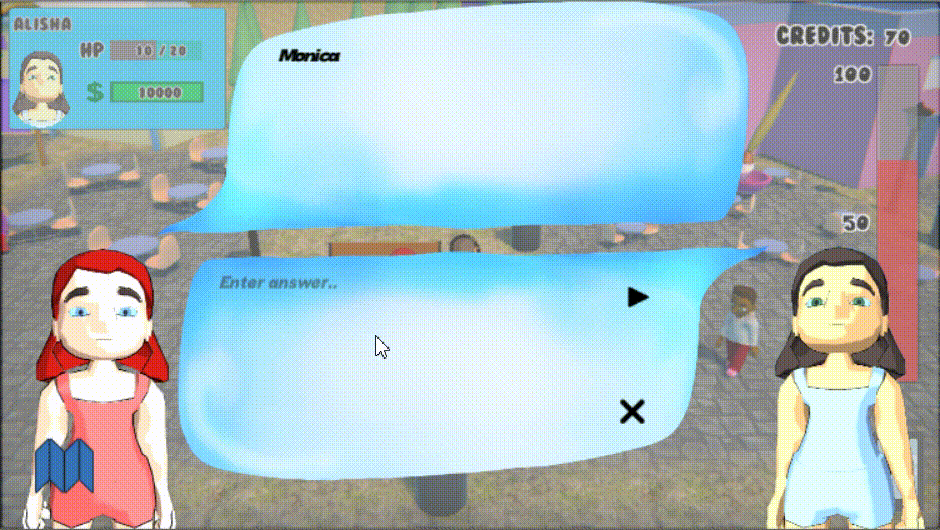 ALISHA
HP 10 / 20
$ 10000
Monica
CREDITS: 70
100
50
Enter answer..